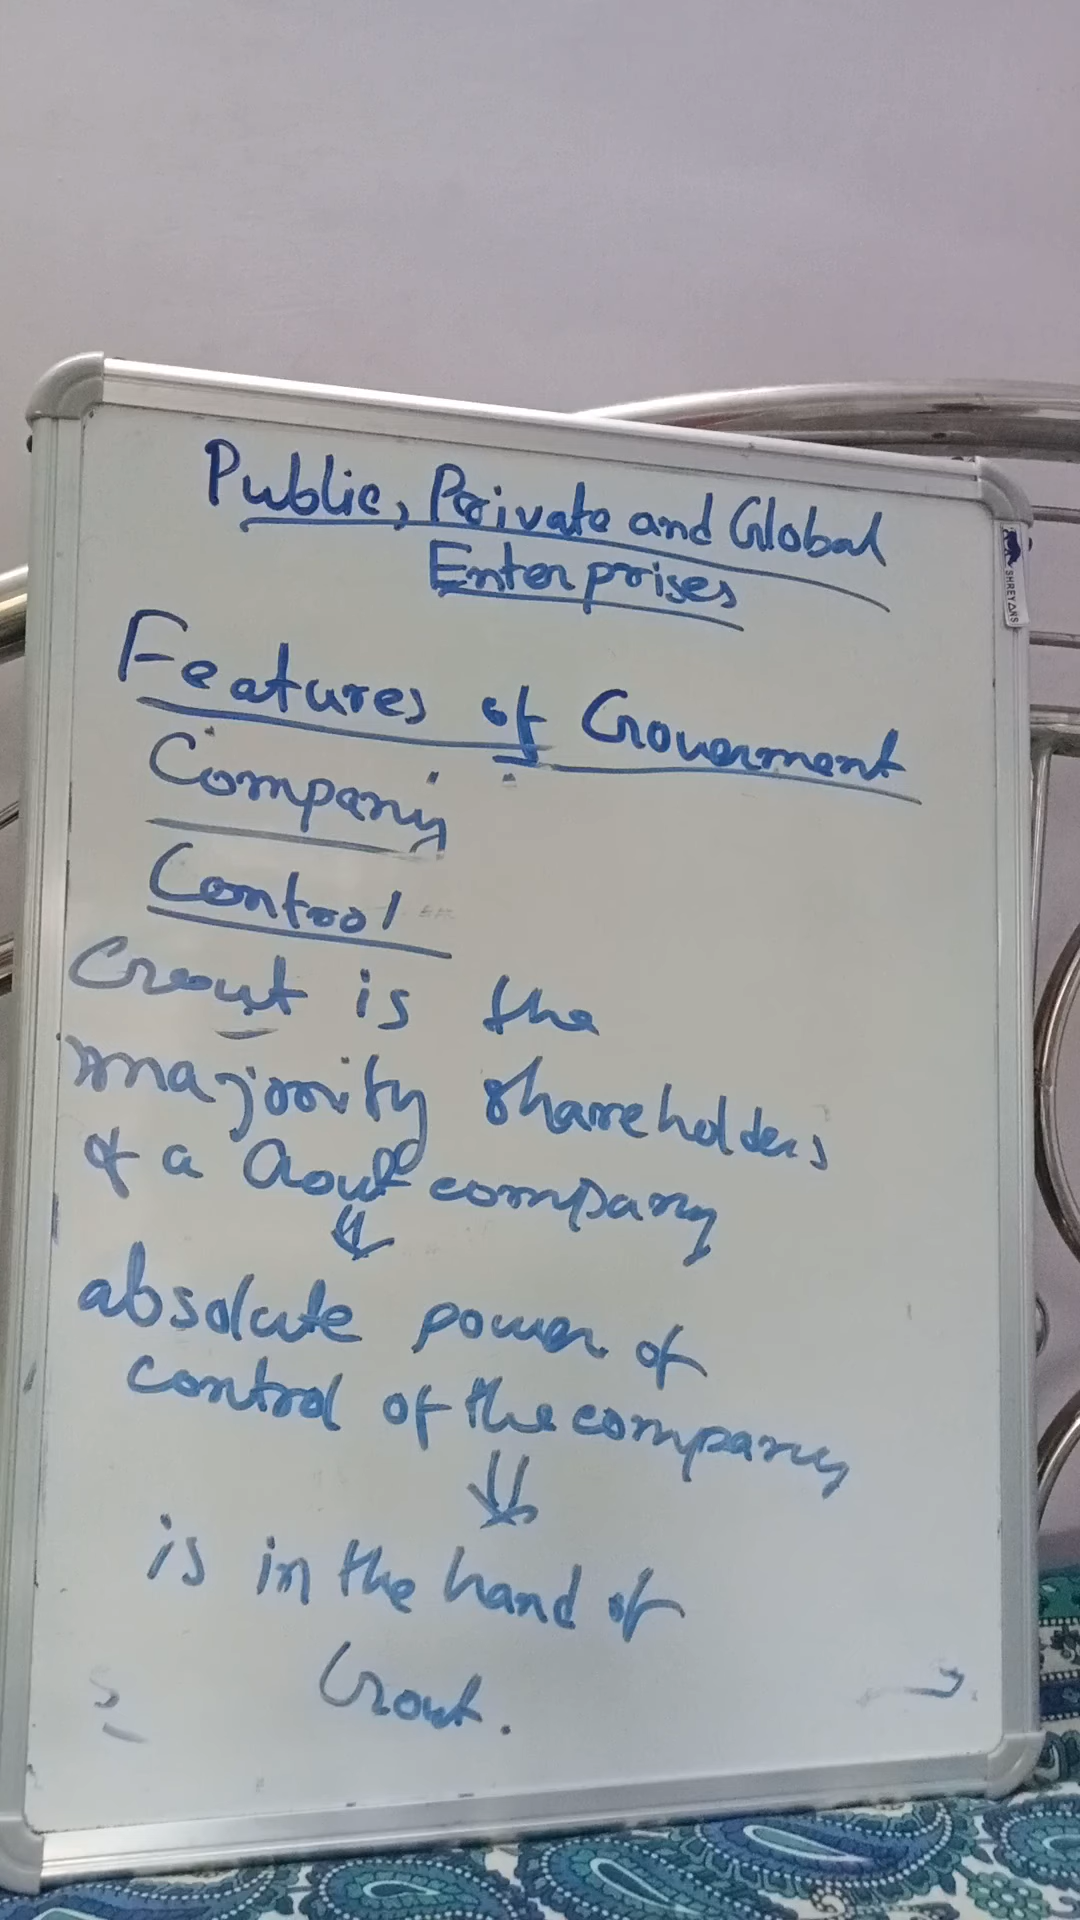 Public, Private and Global
Enterprises
Features of Government
Company
Control
Govt is the
majority shareholders
of a Govt company
⇓
absolute power of
control of the company
⇓
is in the hand of
Govt.
SHREYANS